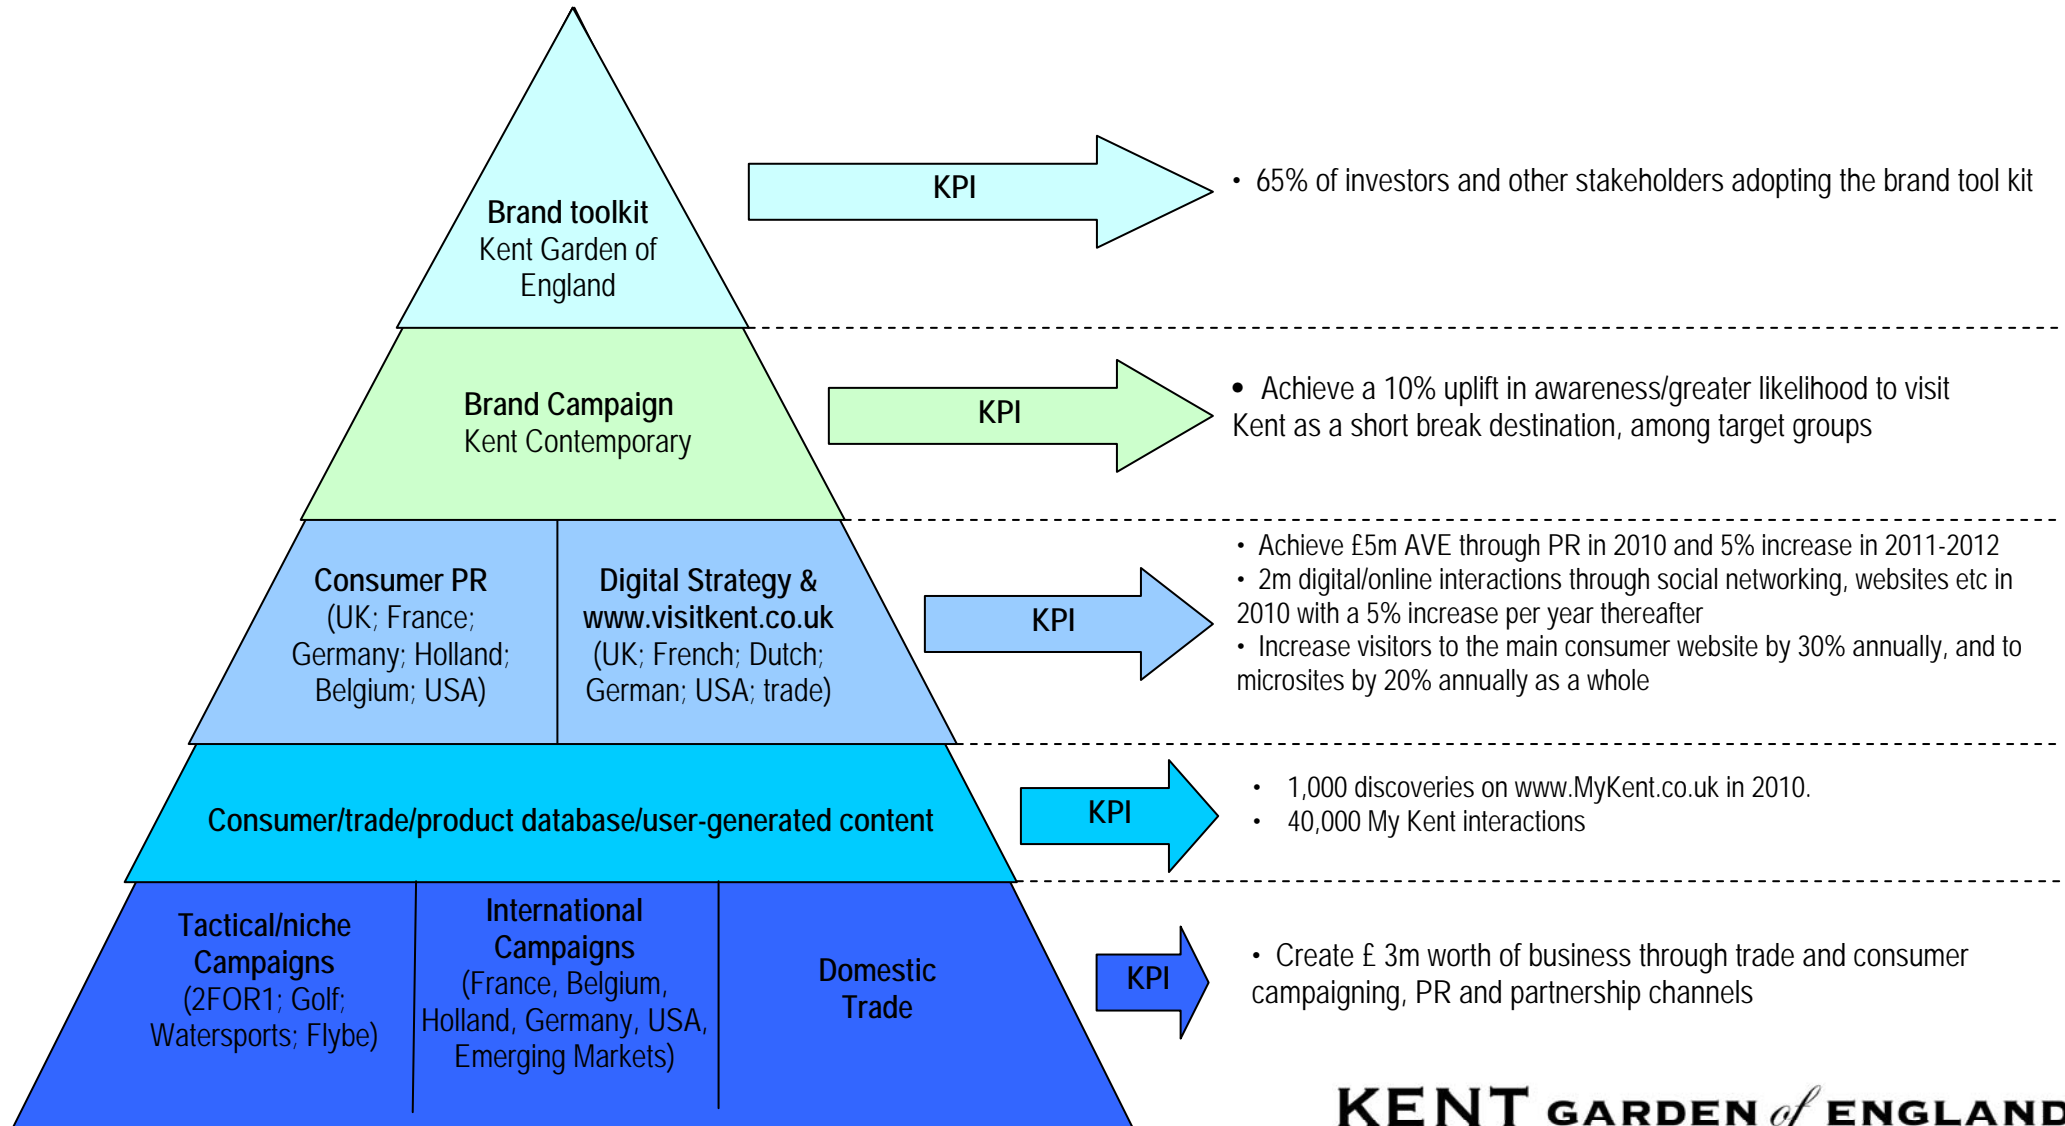 Brand toolkit
Kent Garden of
England
KPI
• 65% of investors and other stakeholders adopting the brand tool kit
Brand Campaign
Kent Contemporary
KPI
• Achieve a 10% uplift in awareness/greater likelihood to visit
Kent as a short break destination, among target groups
Consumer PR
(UK; France;
Germany; Holland;
Belgium; USA)
Digital Strategy &
www.visitkent.co.uk
(UK; French; Dutch;
German; USA; trade)
KPI
• Achieve £5m AVE through PR in 2010 and 5% increase in 2011-2012
• 2m digital/online interactions through social networking, websites etc in
2010 with a 5% increase per year thereafter
• Increase visitors to the main consumer website by 30% annually, and to
microsites by 20% annually as a whole
Consumer/trade/product database/user-generated content
KPI
• 1,000 discoveries on www.MyKent.co.uk in 2010.
• 40,000 My Kent interactions
Tactical/niche
Campaigns
(2FOR1; Golf;
Watersports; Flybe)
International
Campaigns
(France, Belgium,
Holland, Germany, USA,
Emerging Markets)
Domestic
Trade
KPI
• Create £ 3m worth of business through trade and consumer
campaigning, PR and partnership channels
KENT GARDEN of ENGLAND